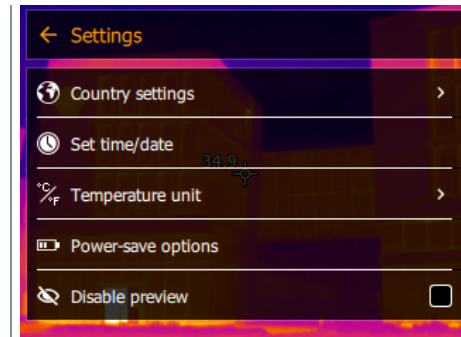 Settings
Country settings
Set time/date
34.9
°C/°F Temperature unit
Power-save options
Disable preview